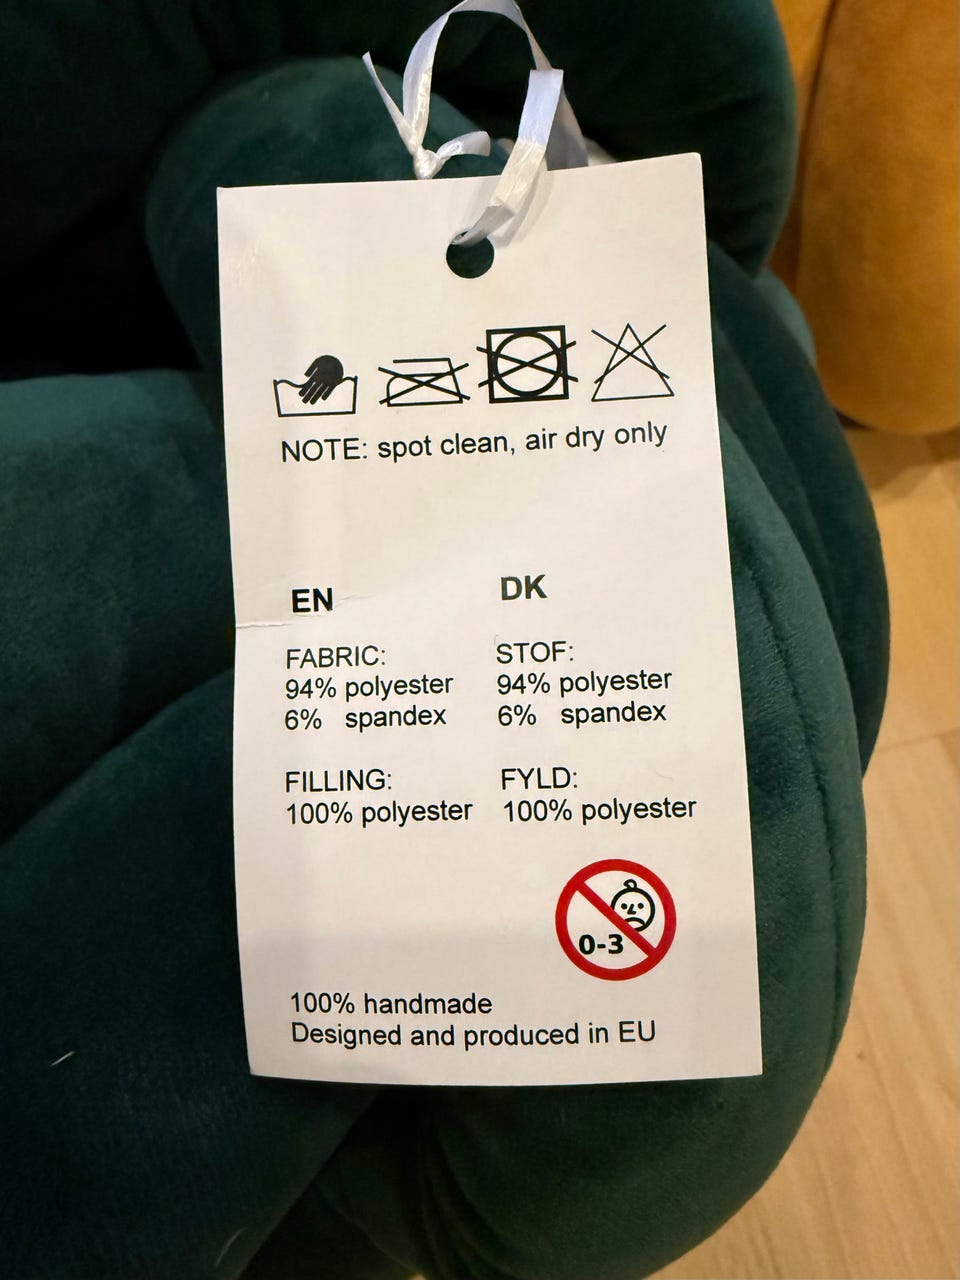 NOTE: spot clean, air dry only
EN
FABRIC:
94% polyester
6% spandex
FILLING:
100% polyester
DK
STOF:
94% polyester
6% spandex
FYLD:
100% polyester
0-3
100% handmade
Designed and produced in EU